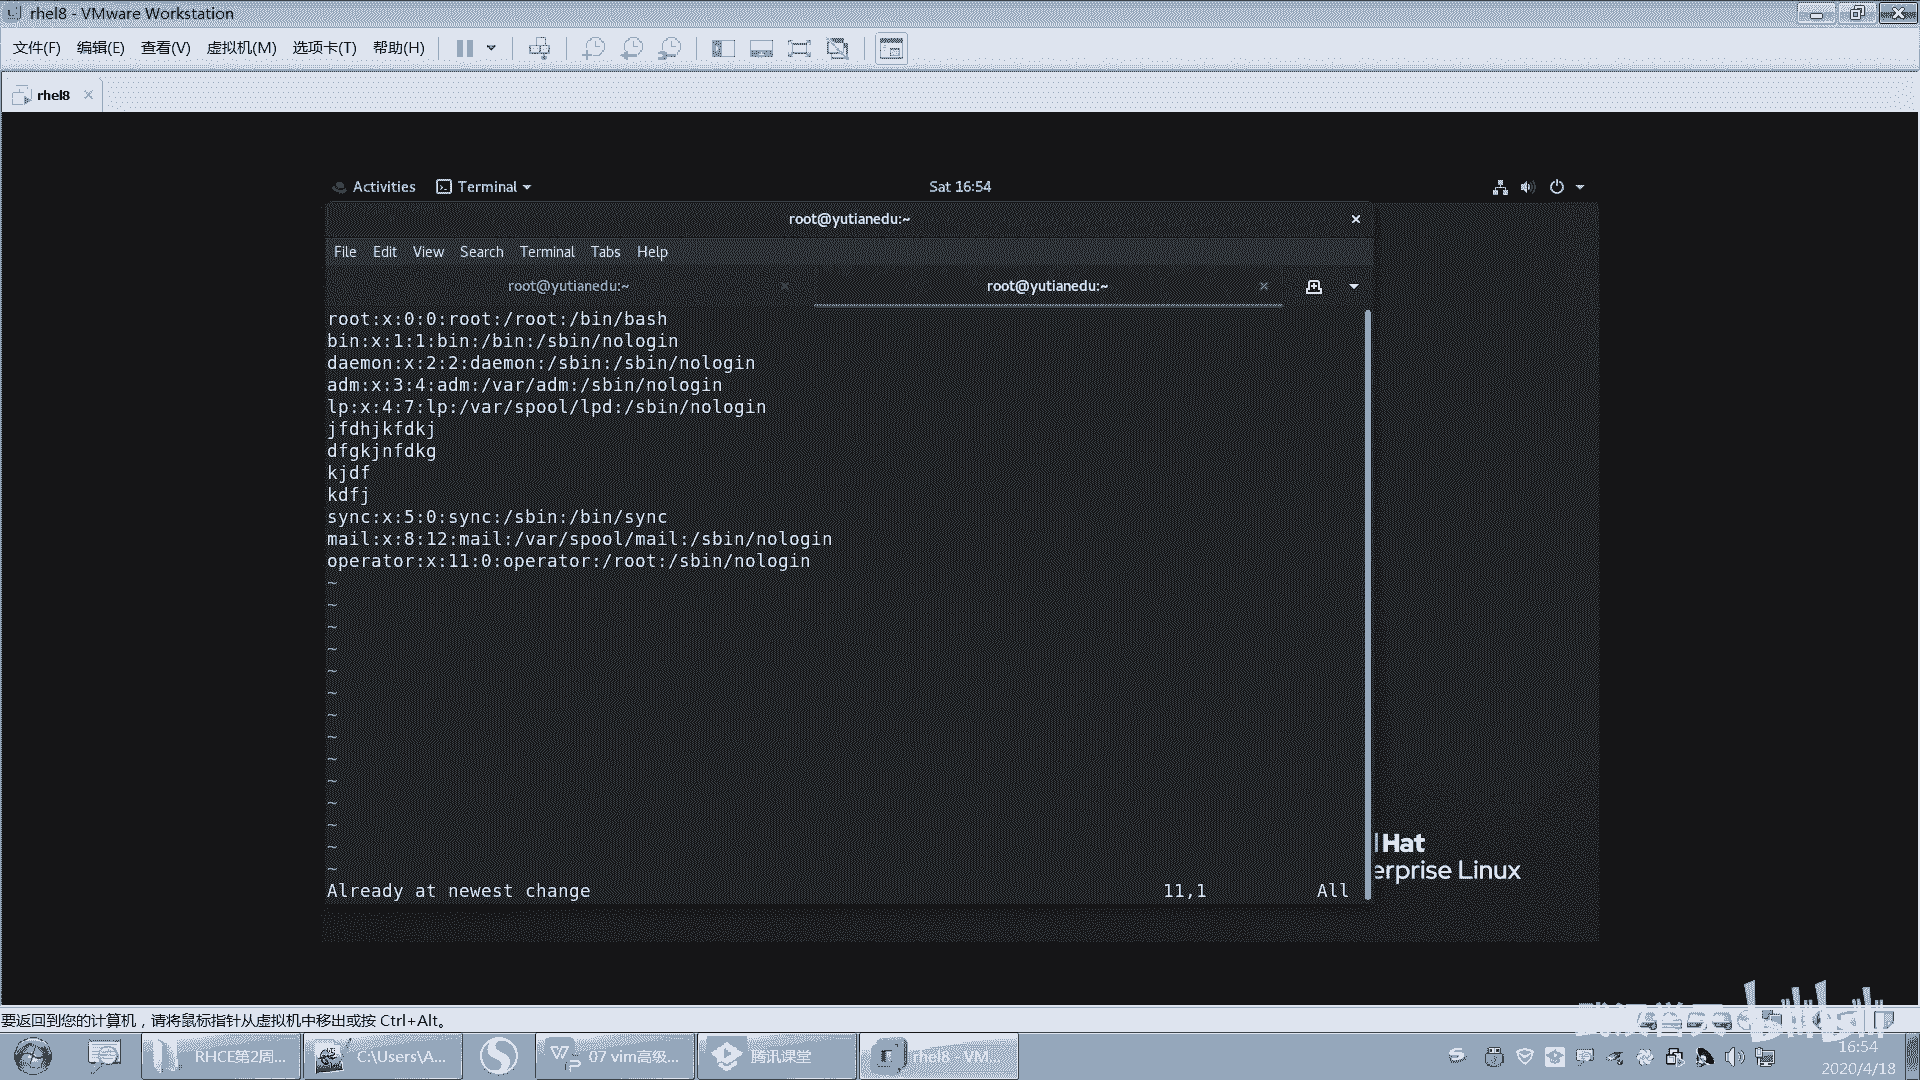 rhel8 - VMware Workstation
文件(F) 编辑(E) 查看(V) 虚拟机(M) 选项卡(T) 帮助(H)
rhel8
Activities Terminal Sat 16:54
root@yutianedu:~
File Edit View Search Terminal Tabs Help
root@yutianedu:~ root@yutianedu:~
root:x:0:0:root:/root:/bin/bash
bin:x:1:1:bin:/bin:/sbin/nologin
daemon:x:2:2:daemon:/sbin:/sbin/nologin
adm:x:3:4:adm:/var/adm:/sbin/nologin
lp:x:4:7:lp:/var/spool/lpd:/sbin/nologin
jfdhjkfdkj
dfgkjnfdkg
kjdf
kdfj
sync:x:5:0:sync:/sbin:/bin/sync
mail:x:8:12:mail:/var/spool/mail:/sbin/nologin
operator:x:11:0:operator:/root:/sbin/nologin
~
~
~
~
~
~
~
~
~
~
~
~
~
~
Already at newest change 11,1 All
Hat
erprise Linux
要返回到您的计算机，请将鼠标指针从虚拟机中移出或按 Ctrl+Alt。
RHCE第2周... C:\Users\A... 07 vim高级... 腾讯课堂 rhel8 - VM...
16:54
2020/4/18